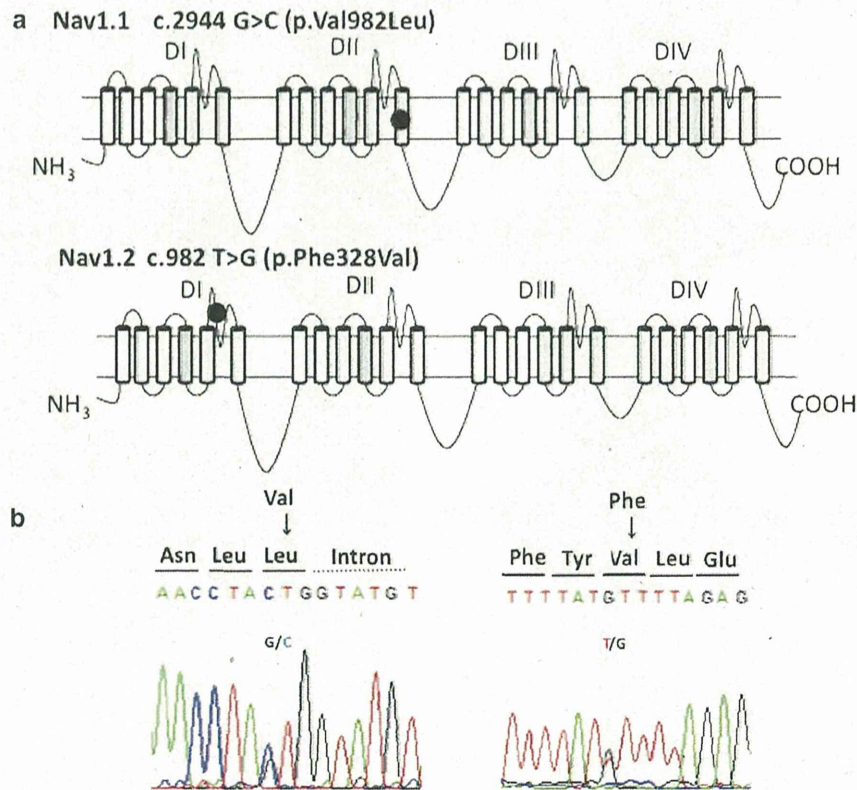 a Nav1.1 c.2944 G>C (p.Val982Leu)
DI DII DIII DIV
NH3 COOH
Nav1.2 c.982 T>G (p.Phe328Val)
DI DII DIII DIV
NH3 COOH
b
Val Phe
Asn Leu Leu Intron Phe Tyr Val Leu Glu
AACCTACTGGTATGT TTTTATGTTTTAGAG
G/C T/G